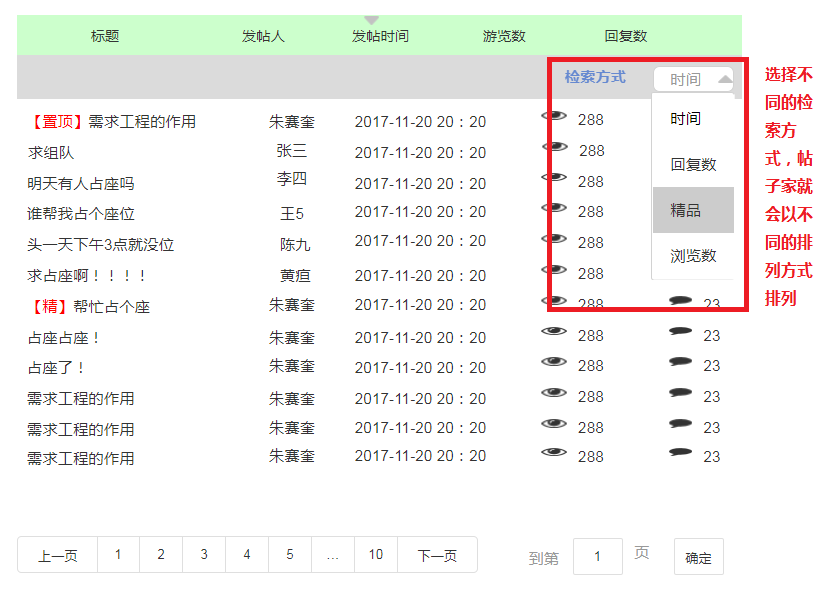 标题 发帖人 发帖时间 游览数 回复数
检索方式 时间
时间
回复数
精品
浏览数
选择不
同的检
索方
式，帖
子家就
会以不
同的排
列方式
排列
【置顶】需求工程的作用 朱赛奎 2017-11-20 20：20 288
求组队 张三 2017-11-20 20：20 288
明天有人占座吗 李四 2017-11-20 20：20 288
谁帮我占个座位 王5 2017-11-20 20：20 288
头一天下午3点就没位 陈九 2017-11-20 20：20 288
求占座啊！！！！ 黄疸 2017-11-20 20：20 288
【精】帮忙占个座 朱赛奎 2017-11-20 20：20 288 23
占座占座！ 朱赛奎 2017-11-20 20：20 288 23
占座了！ 朱赛奎 2017-11-20 20：20 288 23
需求工程的作用 朱赛奎 2017-11-20 20：20 288 23
需求工程的作用 朱赛奎 2017-11-20 20：20 288 23
需求工程的作用 朱赛奎 2017-11-20 20：20 288 23
上一页 1 2 3 4 5 … 10 下一页 到第 1 页 确定